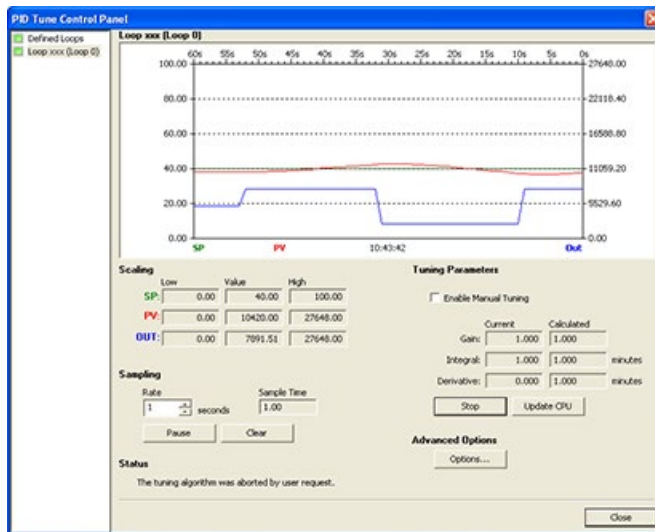 PID Tune Control Panel
Defined Loops
Loop xxx (Loop 0)
Loop xxx (Loop 0)
60s 55s 50s 45s 40s 35s 30s 25s 20s 15s 10s 5s 0s
100.00 27648.00
80.00 22118.40
60.00 16588.80
40.00 11059.20
20.00 5529.60
0.00 0.00
SP PV 10:43:42 Out
Scaling
Low Value High
SP: 0.00 40.00 100.00
PV: 0.00 10420.00 27648.00
OUT: 0.00 7891.51 27648.00
Sampling
Rate Sample Time
1 seconds 1.00
Pause Clear
Status
The tuning algorithm was aborted by user request.
Tuning Parameters
Enable Manual Tuning
Current Calculated
Gain: 1.000 1.000
Integral: 1.000 1.000 minutes
Derivative: 0.000 1.000 minutes
Stop Update CPU
Advanced Options
Options...
Close